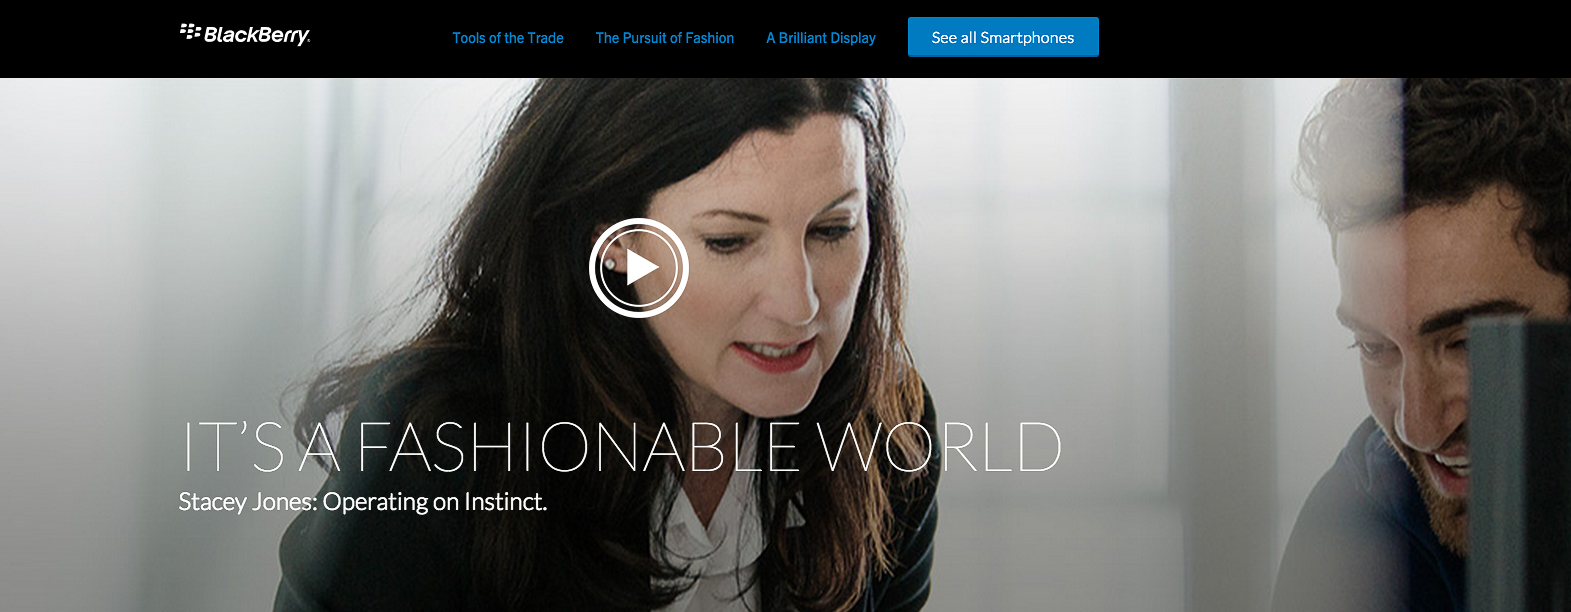 BlackBerry
Tools of the Trade
The Pursuit of Fashion
A Brilliant Display
See all Smartphones
IT'S A FASHIONABLE WORLD
Stacey Jones: Operating on Instinct.